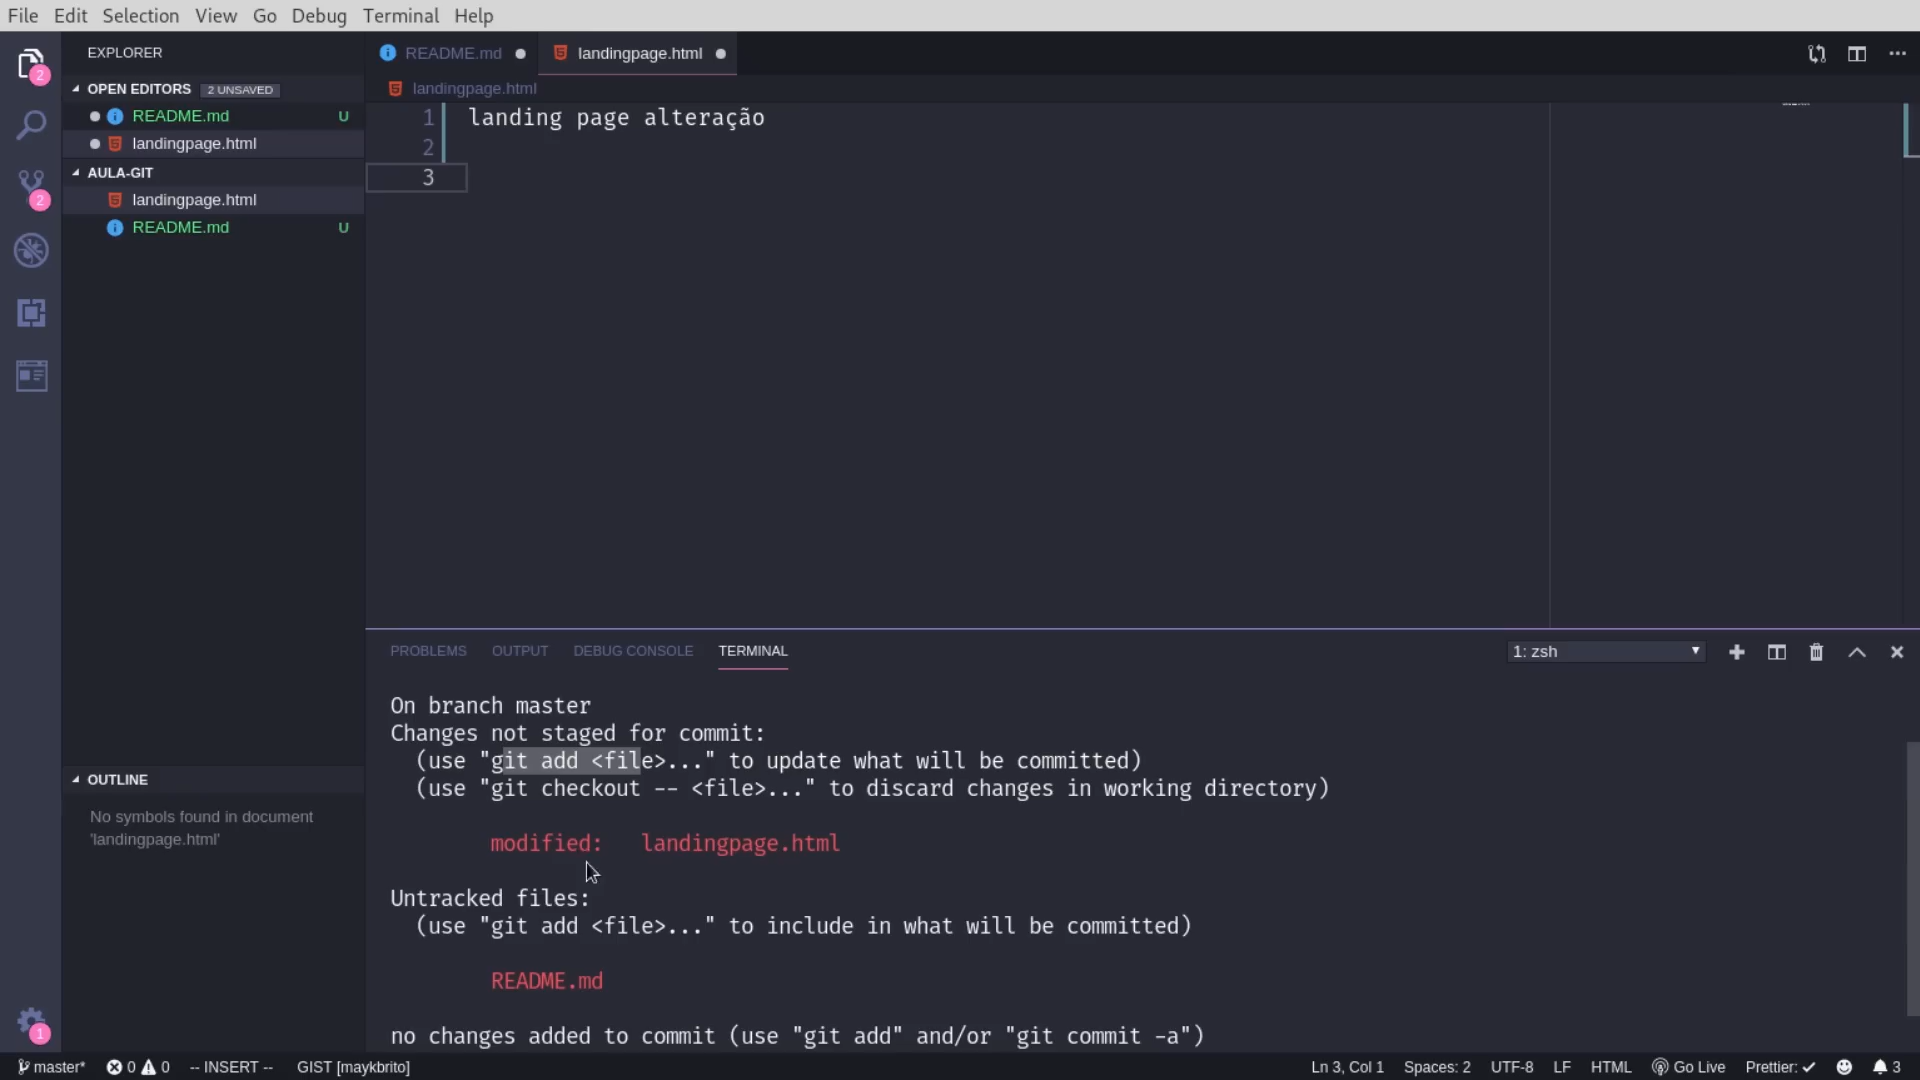 File Edit Selection View Go Debug Terminal Help
EXPLORER
OPEN EDITORS 2 UNSAVED
README.md U
landingpage.html
AULA-GIT
landingpage.html
README.md U
OUTLINE
No symbols found in document
'landingpage.html'
2
2
1
README.md landingpage.html
landingpage.html
1 landing page alteração
2
3
PROBLEMS OUTPUT DEBUG CONSOLE TERMINAL 1: zsh
On branch master
Changes not staged for commit:
(use "git add <file>..." to update what will be committed)
(use "git checkout -- <file>..." to discard changes in working directory)
modified: landingpage.html
Untracked files:
(use "git add <file>..." to include in what will be committed)
README.md
no changes added to commit (use "git add" and/or "git commit -a")
master* 0 0 -- INSERT -- GIST [maykbrito] Ln 3, Col 1 Spaces: 2 UTF-8 LF HTML Go Live Prettier: ✓ 3